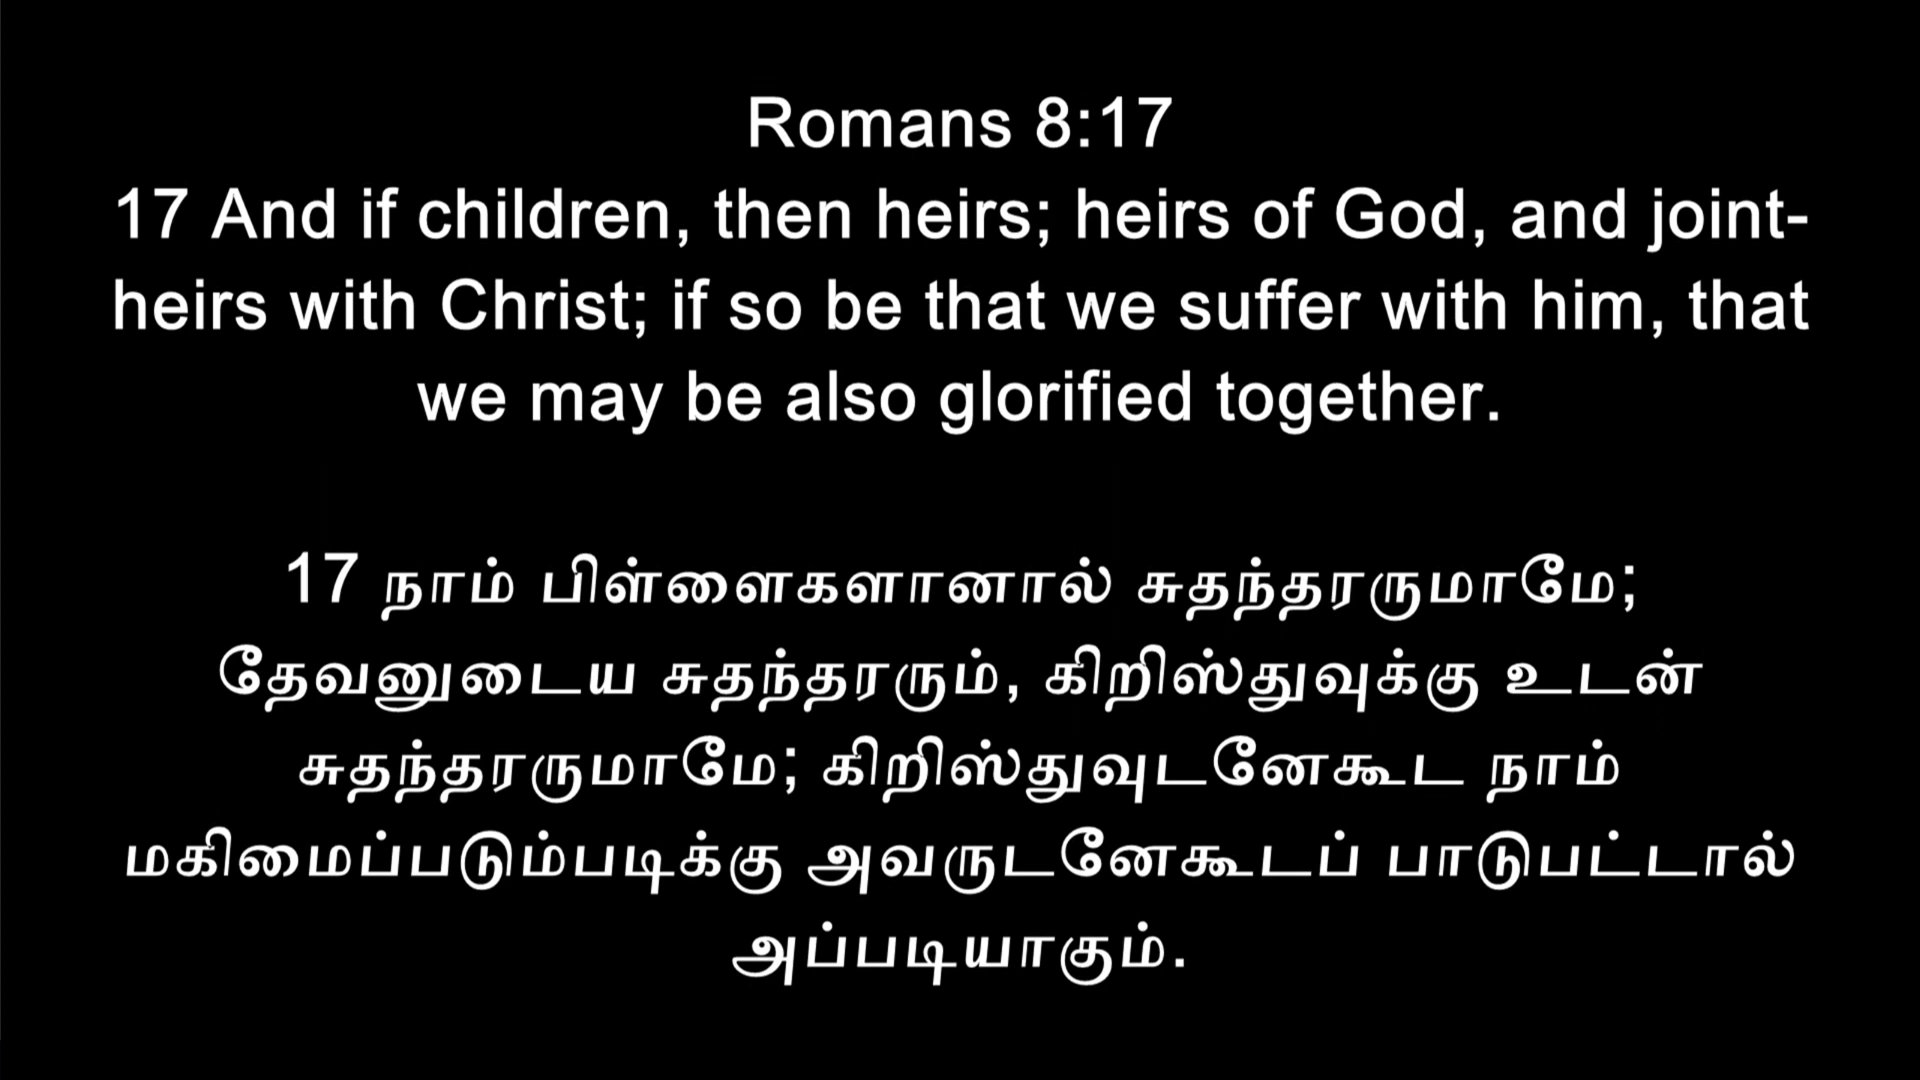 Romans 8:17
17 And if children, then heirs; heirs of God, and joint-
heirs with Christ; if so be that we suffer with him, that
we may be also glorified together.
17 நாம் பிள்ளைகளானால் சுதந்தரருமாமே;
தேவனுடைய சுதந்தரரும், கிறிஸ்துவுக்கு உடன்
சுதந்தரருமாமே; கிறிஸ்துவுடனேகூட நாம்
மகிமைப்படும்படிக்கு அவருடனேகூடப் பாடுபட்டால்
அப்படியாகும்.